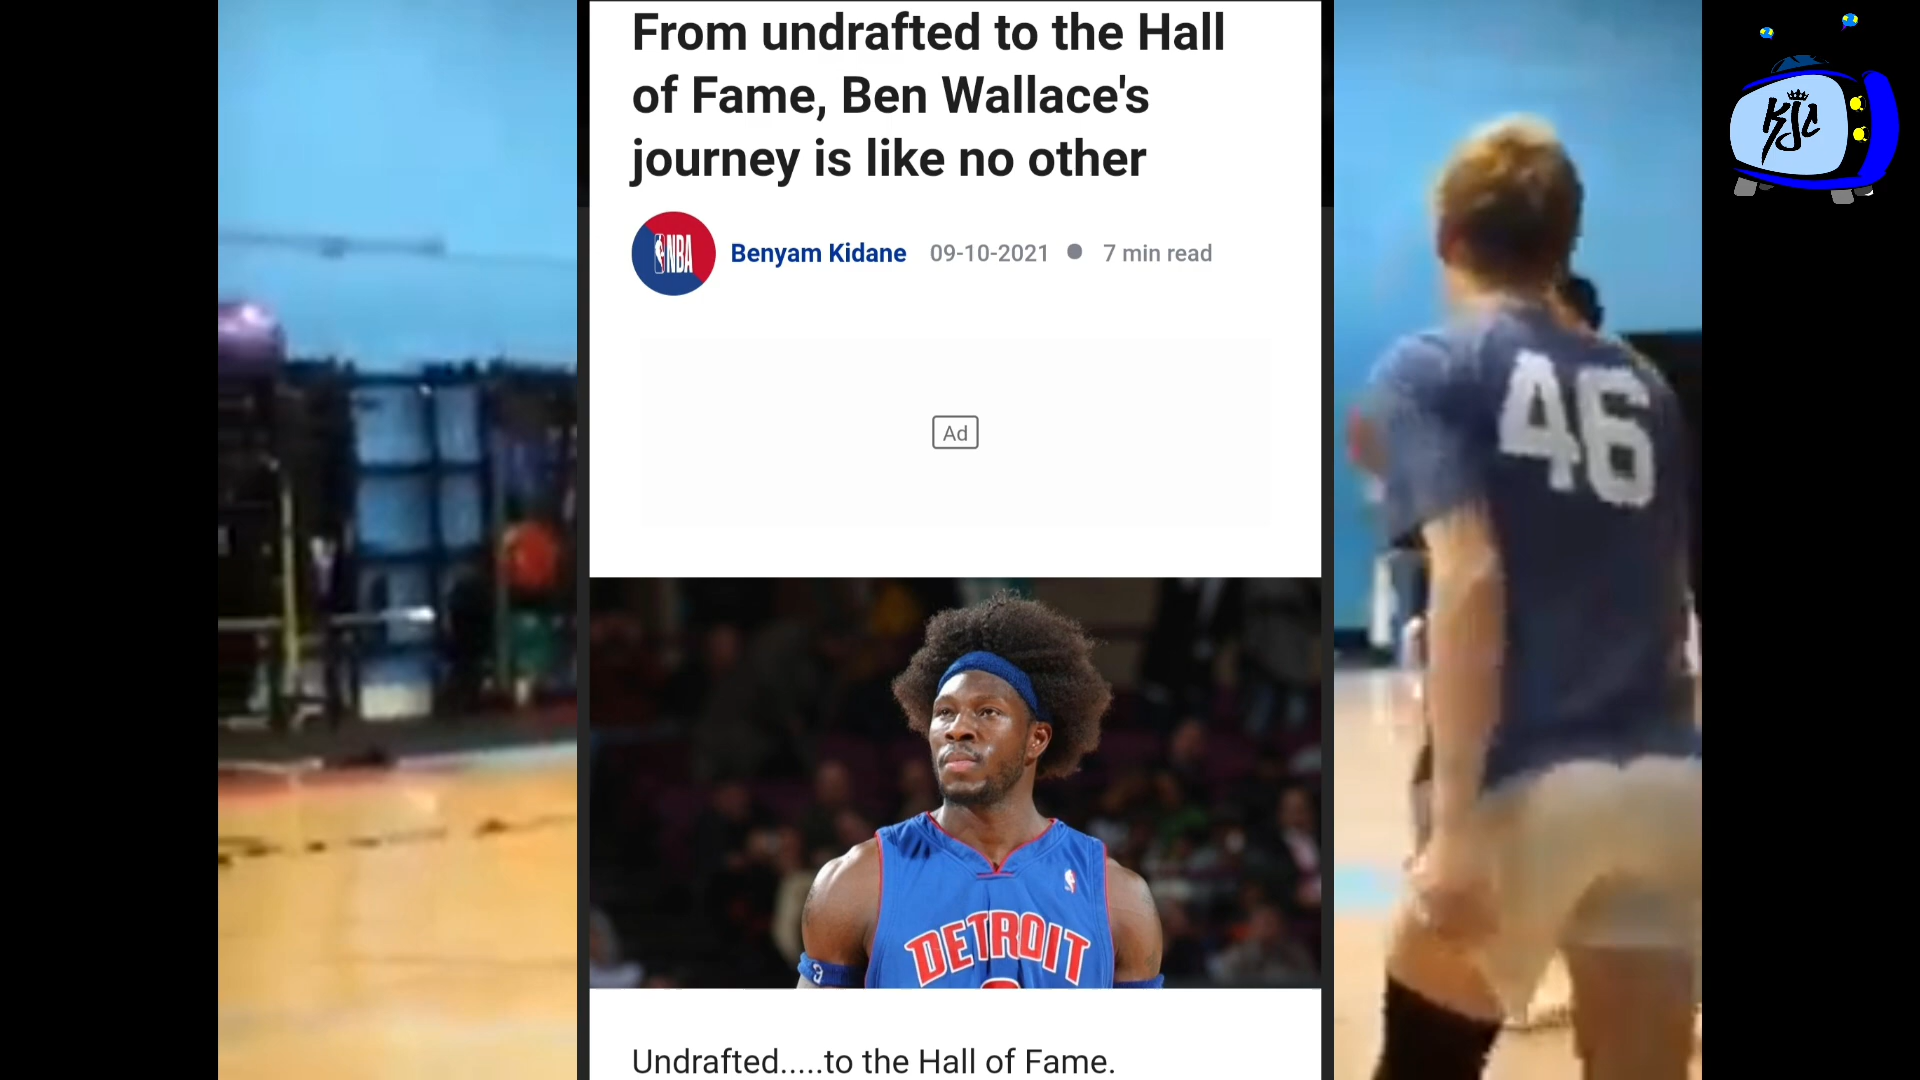 From undrafted to the Hall
of Fame, Ben Wallace's
journey is like no other
NBA
Benyam Kidane 09-10-2021 7 min read
Ad
DETROIT
3
Undrafted.....to the Hall of Fame.
46
KJC